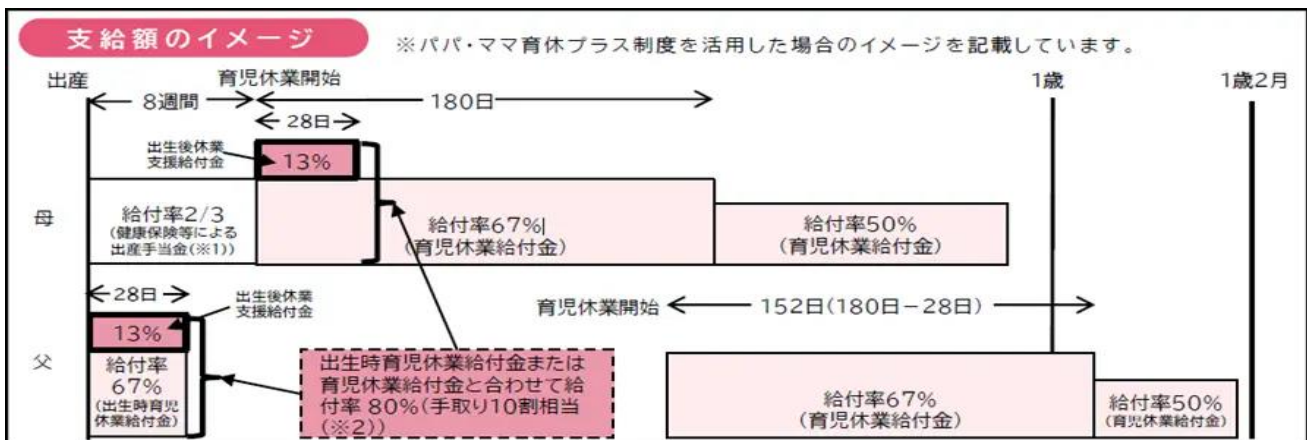 支給額のイメージ
※パパ・ママ育休プラス制度を活用した場合のイメージを記載しています。
出産
育児休業開始
1歳
1歳2月
8週間
180日
28日
出生後休業
支援給付金
13%
母
給付率2/3
(健康保険等による
出産手当金(※1))
給付率67%
(育児休業給付金)
給付率50%
(育児休業給付金)
28日
出生後休業
支援給付金
育児休業開始
152日(180日-28日)
13%
父
給付率
67%
(出生時育児
休業給付金)
出生時育児休業給付金または
育児休業給付金と合わせて給
付率 80%(手取り10割相当
(※2))
給付率67%
(育児休業給付金)
給付率50%
(育児休業給付金)